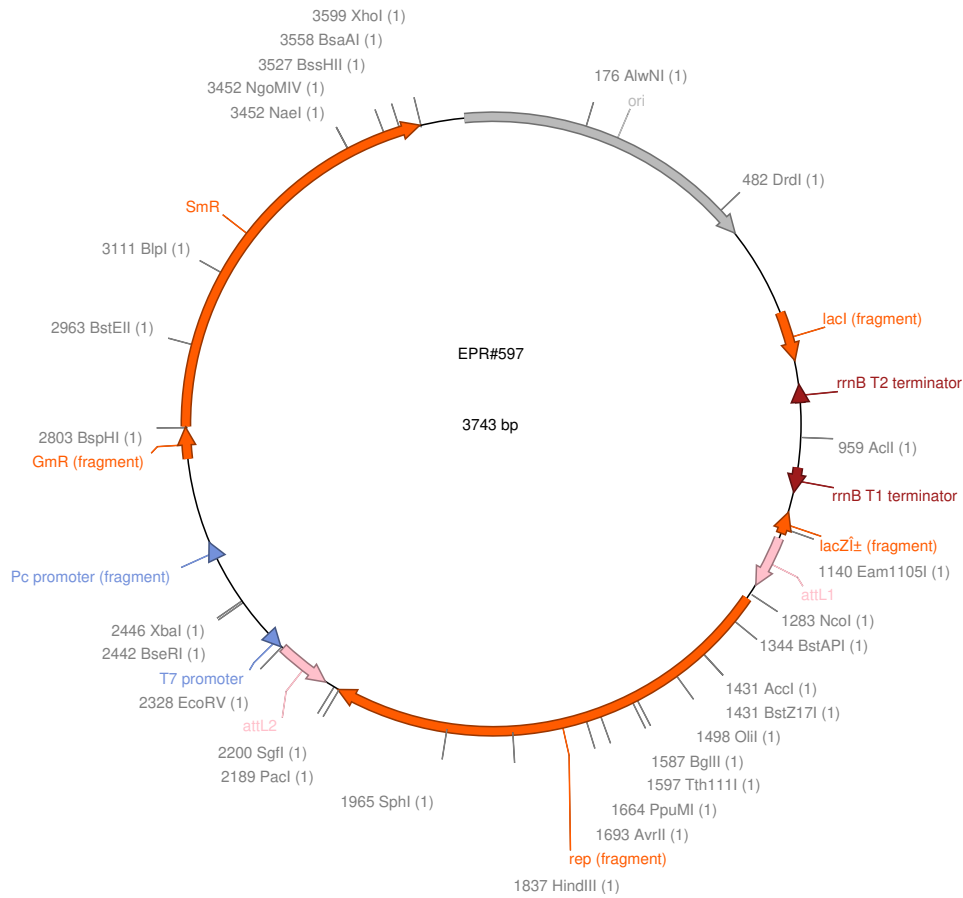 3599 XhoI (1)
3558 BsaAI (1)
3527 BssHII (1)
3452 NgoMIV (1)
3452 NaeI (1)
176 AlwNI (1)
ori
482 DrdI (1)
SmR
3111 BlpI (1)
2963 BstEII (1)
lacI (fragment)
EPR#597
rrnB T2 terminator
3743 bp
2803 BspHI (1)
959 AclI (1)
GmR (fragment)
rrnB T1 terminator
lacZÎ± (fragment)
1140 Eam1105I (1)
Pc promoter (fragment)
attL1
1283 NcoI (1)
2446 XbaI (1)
1344 BstAPI (1)
2442 BseRI (1)
T7 promoter
1431 AccI (1)
2328 EcoRV (1)
1431 BstZ17I (1)
attL2
1498 OliI (1)
2200 SgfI (1)
1587 BglII (1)
2189 PacI (1)
1597 Tth111I (1)
1965 SphI (1)
1664 PpuMI (1)
1693 AvrII (1)
rep (fragment)
1837 HindIII (1)